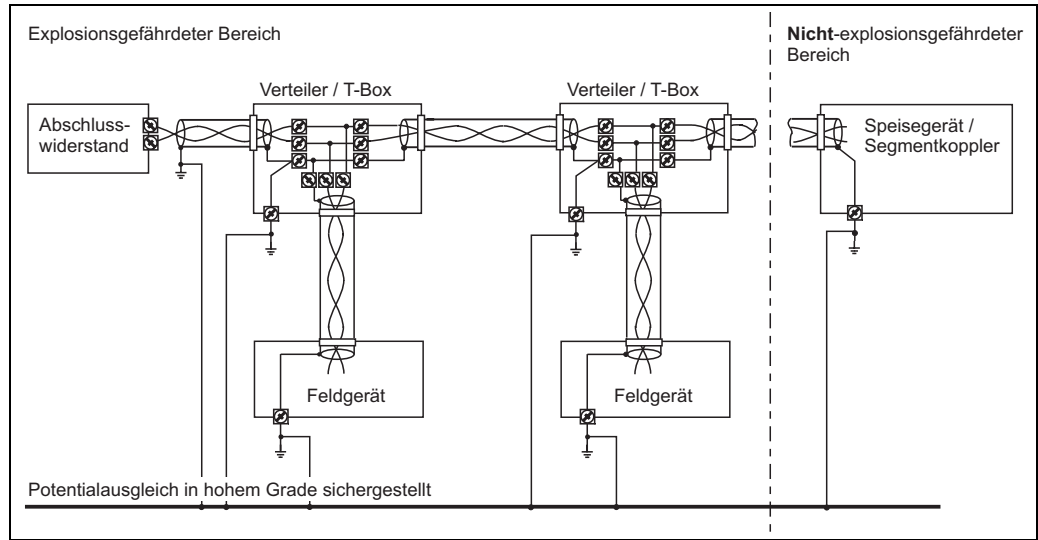 Explosionsgefährdeter Bereich
Nicht-explosionsgefährdeter
Bereich
Verteiler / T-Box
Verteiler / T-Box
Abschluss-
widerstand
Speisegerät /
Segmentkoppler
Feldgerät
Feldgerät
Potentialausgleich in hohem Grade sichergestellt